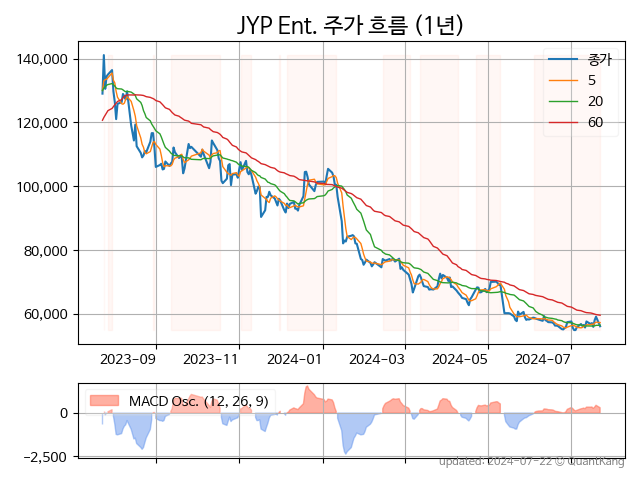 JYP Ent. 주가 흐름 (1년)
140,000
120,000
100,000
80,000
60,000
종가
5
20
60
2023-09 2023-11 2024-01 2024-03 2024-05 2024-07
MACD Osc. (12, 26, 9)
0
−2,500
updated: 2024-07-22 © QuantKang